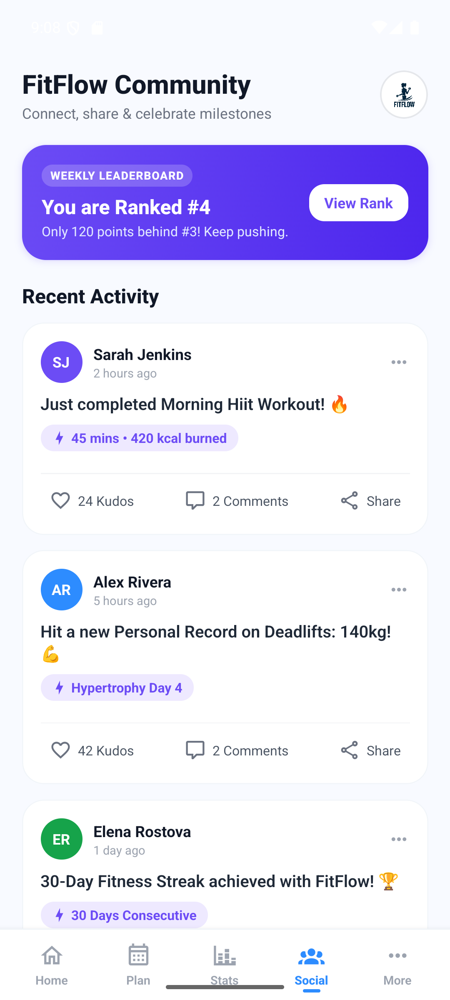 9:08
FitFlow Community
Connect, share & celebrate milestones
FITFLOW
WEEKLY LEADERBOARD
You are Ranked #4
Only 120 points behind #3! Keep pushing.
View Rank
Recent Activity
SJ
Sarah Jenkins
2 hours ago
Just completed Morning Hiit Workout! 🔥
45 mins • 420 kcal burned
24 Kudos
2 Comments
Share
AR
Alex Rivera
5 hours ago
Hit a new Personal Record on Deadlifts: 140kg!
💪
Hypertrophy Day 4
42 Kudos
2 Comments
Share
ER
Elena Rostova
1 day ago
30-Day Fitness Streak achieved with FitFlow! 🏆
30 Days Consecutive
Home
Plan
Stats
Social
More